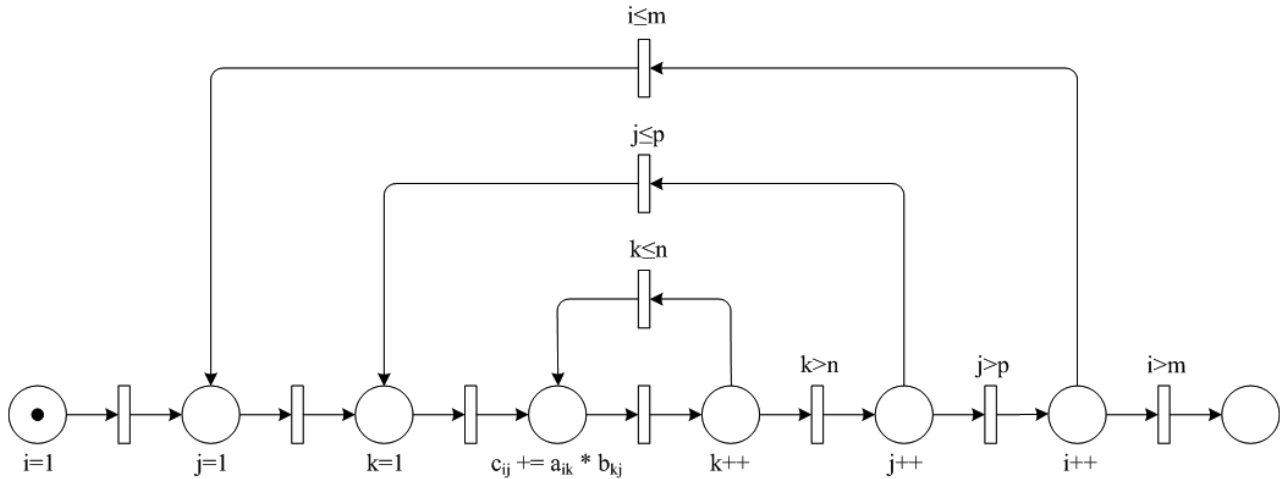 i≤m
j≤p
k≤n
k>n
j>p
i>m
i=1
j=1
k=1
cij += aik * bkj
k++
j++
i++